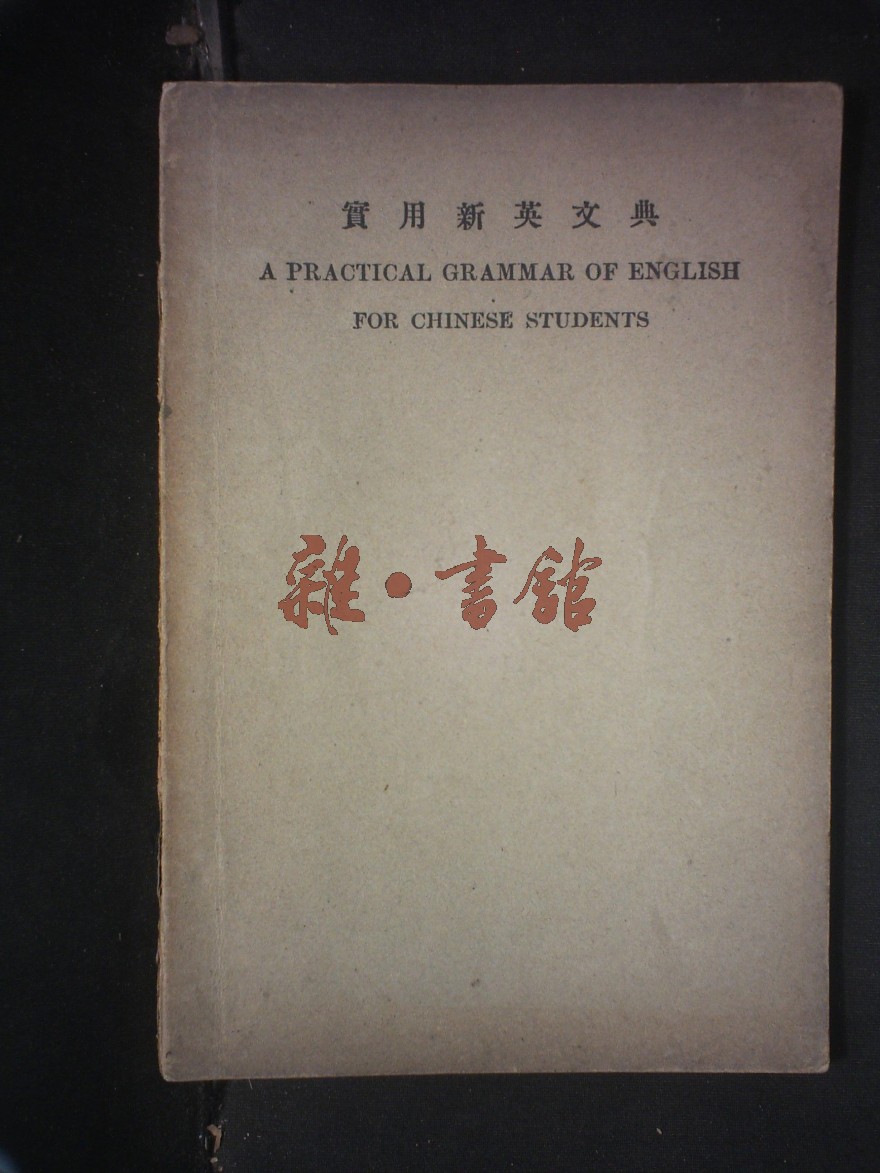 實用新英文典
A PRACTICAL GRAMMAR OF ENGLISH
FOR CHINESE STUDENTS
雜·書館